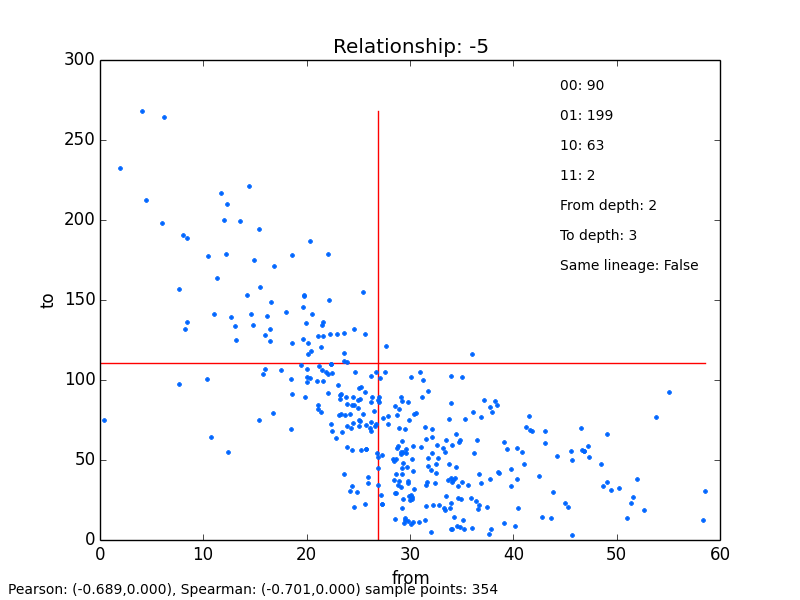 Relationship: -5
300
250
200
150
100
50
0
to
00: 90
01: 199
10: 63
11: 2
From depth: 2
To depth: 3
Same lineage: False
0 10 20 30 40 50 60
from
Pearson: (-0.689,0.000), Spearman: (-0.701,0.000) sample points: 354